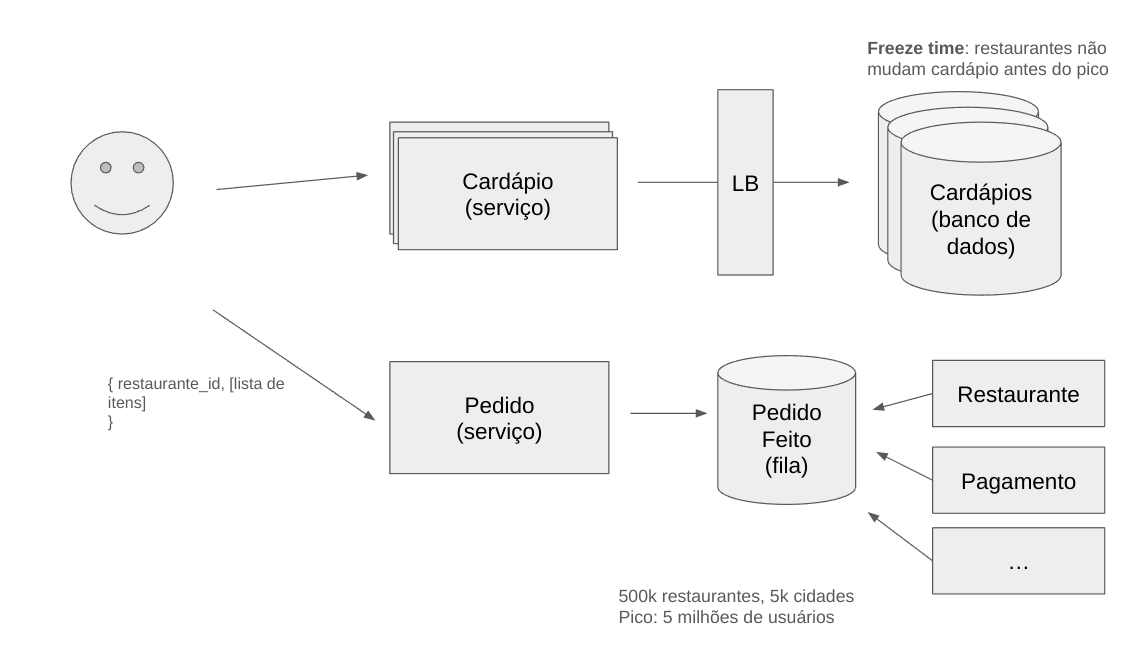 Freeze time: restaurantes não
mudam cardápio antes do pico
Cardápio
(serviço)
LB
Cardápios
(banco de
dados)
{ restaurante_id, [lista de
itens]
}
Pedido
(serviço)
Pedido
Feito
(fila)
Restaurante
Pagamento
...
500k restaurantes, 5k cidades
Pico: 5 milhões de usuários